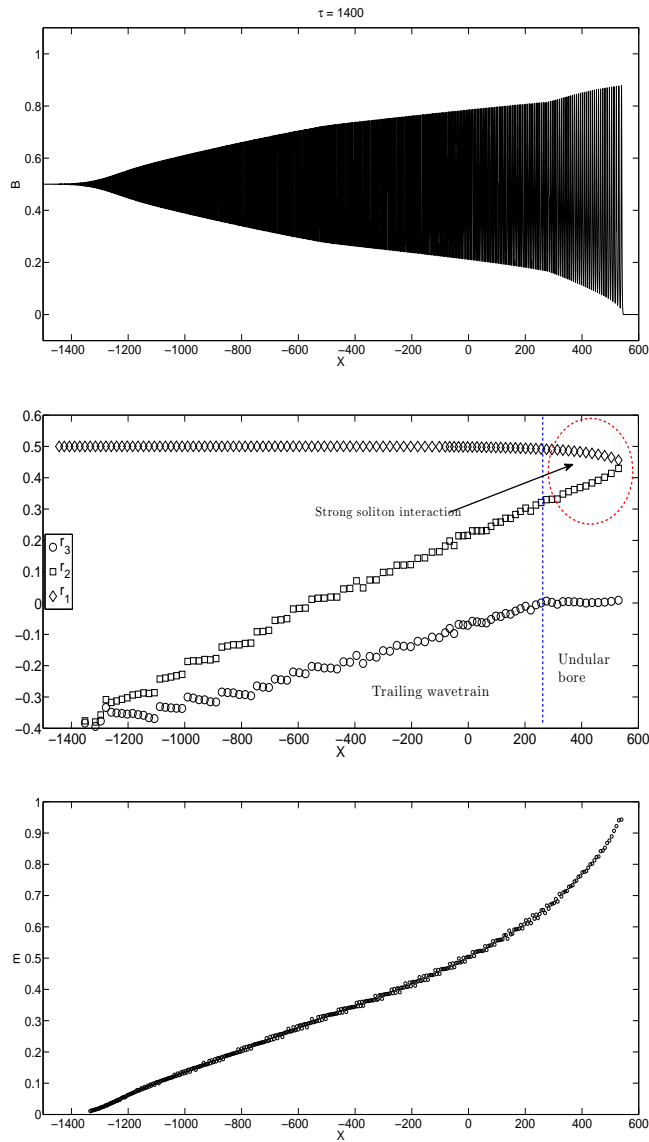 τ = 1400
1
0.8
0.6
0.4
0.2
0
B
−1400 −1200 −1000 −800 −600 −400 −200 0 200 400 600
X
0.6
0.5
0.4
0.3
0.2
0.1
0
−0.1
−0.2
−0.3
−0.4
Strong soliton interaction
r3
r2
r1
Trailing wavetrain
Undular
bore
−1400 −1200 −1000 −800 −600 −400 −200 0 200 400 600
X
1
0.9
0.8
0.7
0.6
0.5
0.4
0.3
0.2
0.1
0
m
−1400 −1200 −1000 −800 −600 −400 −200 0 200 400 600
X